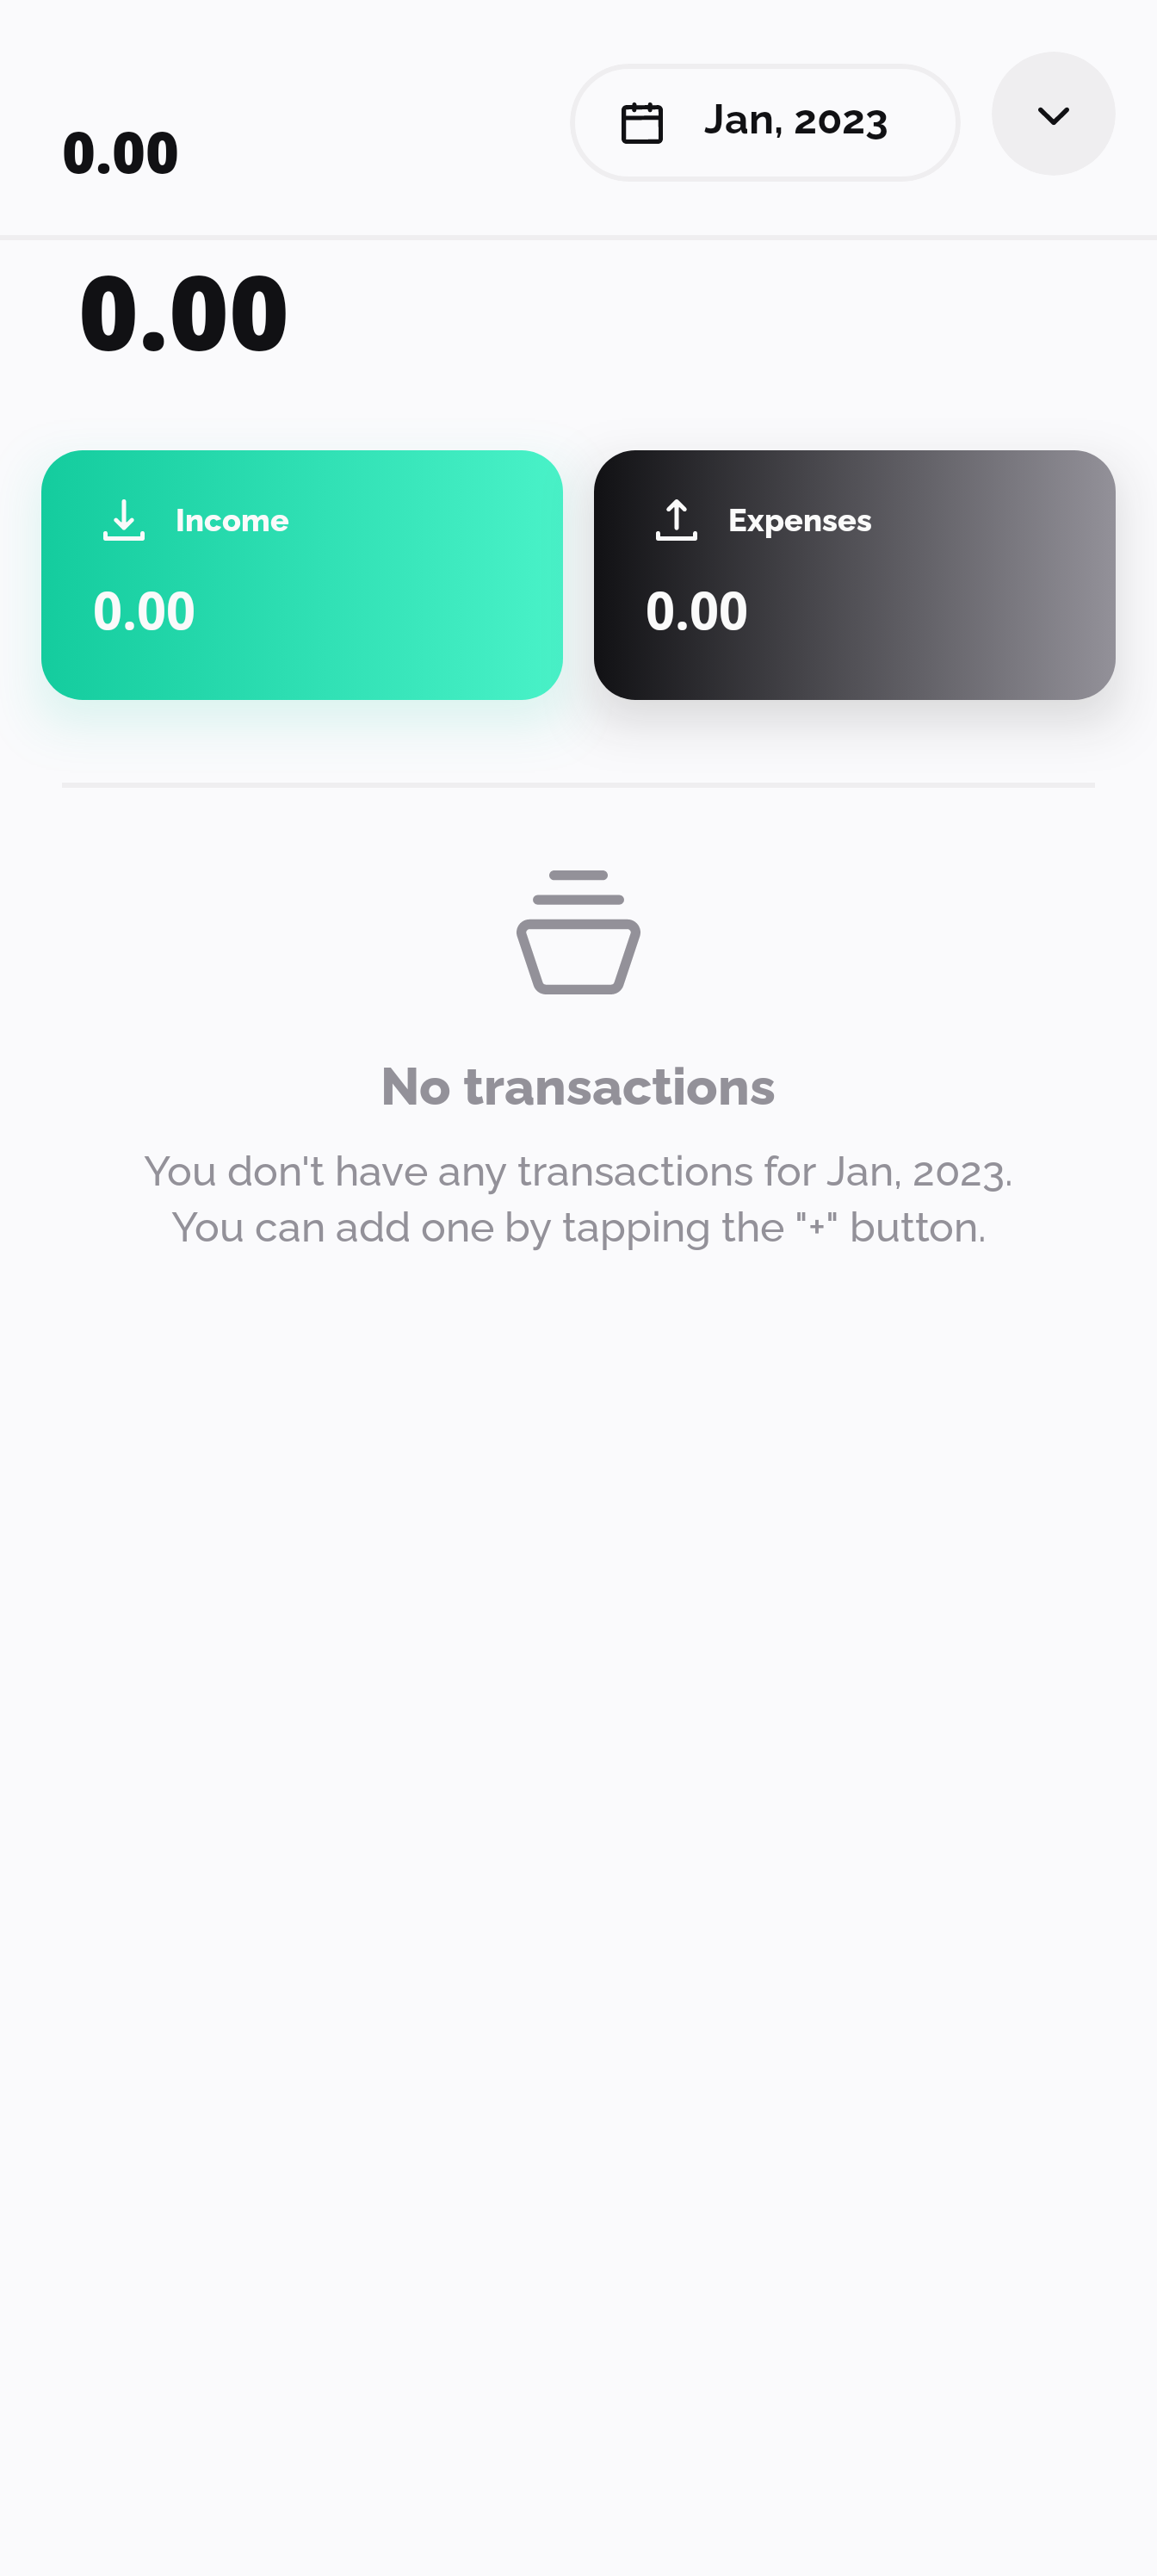 0.00
Jan, 2023
0.00
Income
0.00
Expenses
0.00
No transactions
You don't have any transactions for Jan, 2023.
You can add one by tapping the "+" button.